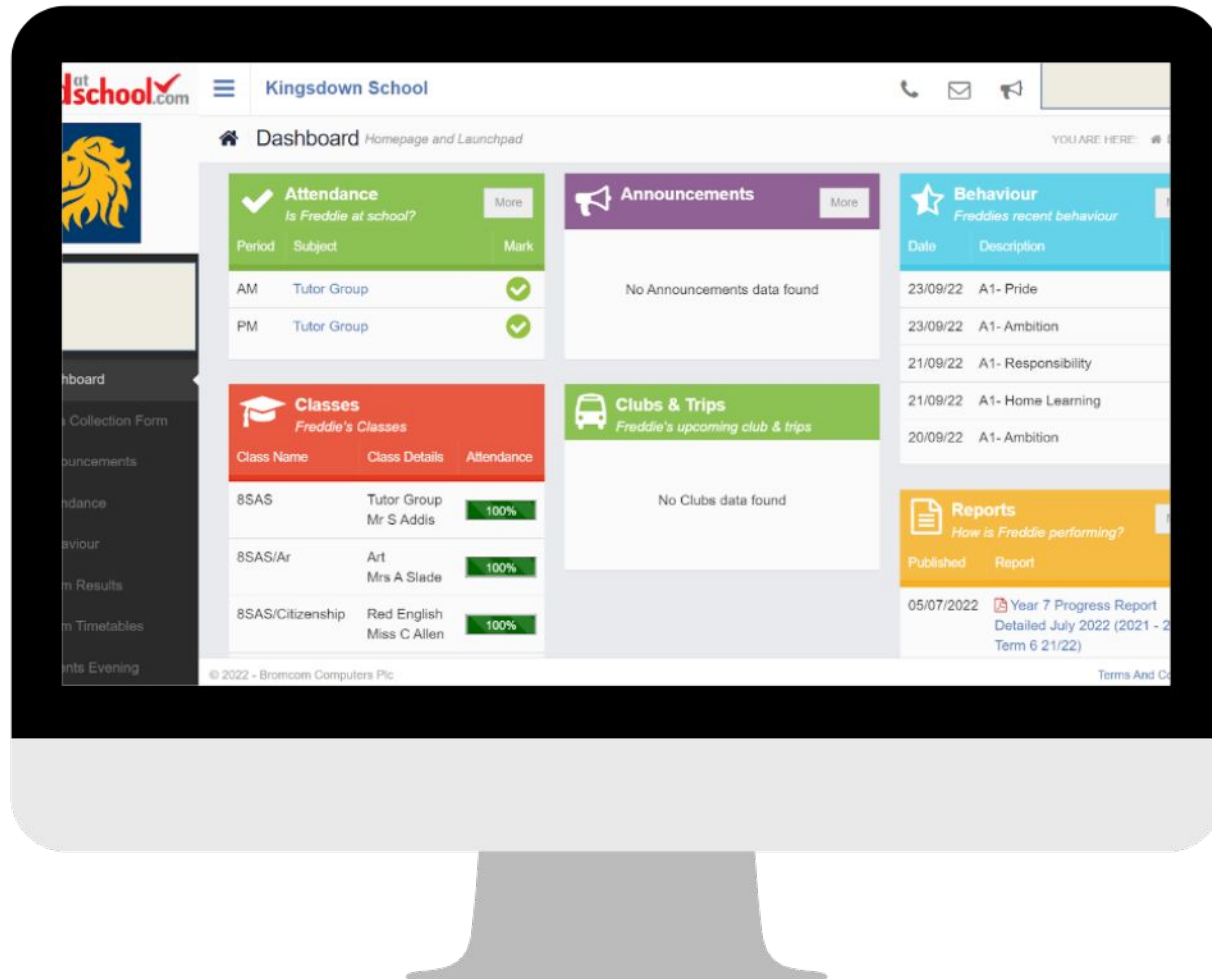 at
school.com
Kingsdown School
Dashboard Homepage and Launchpad
YOU ARE HERE:
Attendance
Is Freddie at school?
More
Period Subject Mark
AM Tutor Group
PM Tutor Group
Announcements
More
No Announcements data found
Behaviour
Freddies recent behaviour
Date Description
23/09/22 A1- Pride
23/09/22 A1- Ambition
21/09/22 A1- Responsibility
21/09/22 A1- Home Learning
20/09/22 A1- Ambition
Classes
Freddie's Classes
Class Name Class Details Attendance
8SAS Tutor Group 100%
Mr S Addis
8SAS/Ar Art 100%
Mrs A Slade
8SAS/Citizenship Red English 100%
Miss C Allen
Clubs & Trips
Freddie's upcoming club & trips
No Clubs data found
Reports
How is Freddie performing?
Published Report
05/07/2022 Year 7 Progress Report
Detailed July 2022 (2021 - 2
Term 6 21/22)
hboard
Collection Form
ouncements
ndance
aviour
m Results
m Timetables
ents Evening
© 2022 - Bromcom Computers Plc
Terms And Co